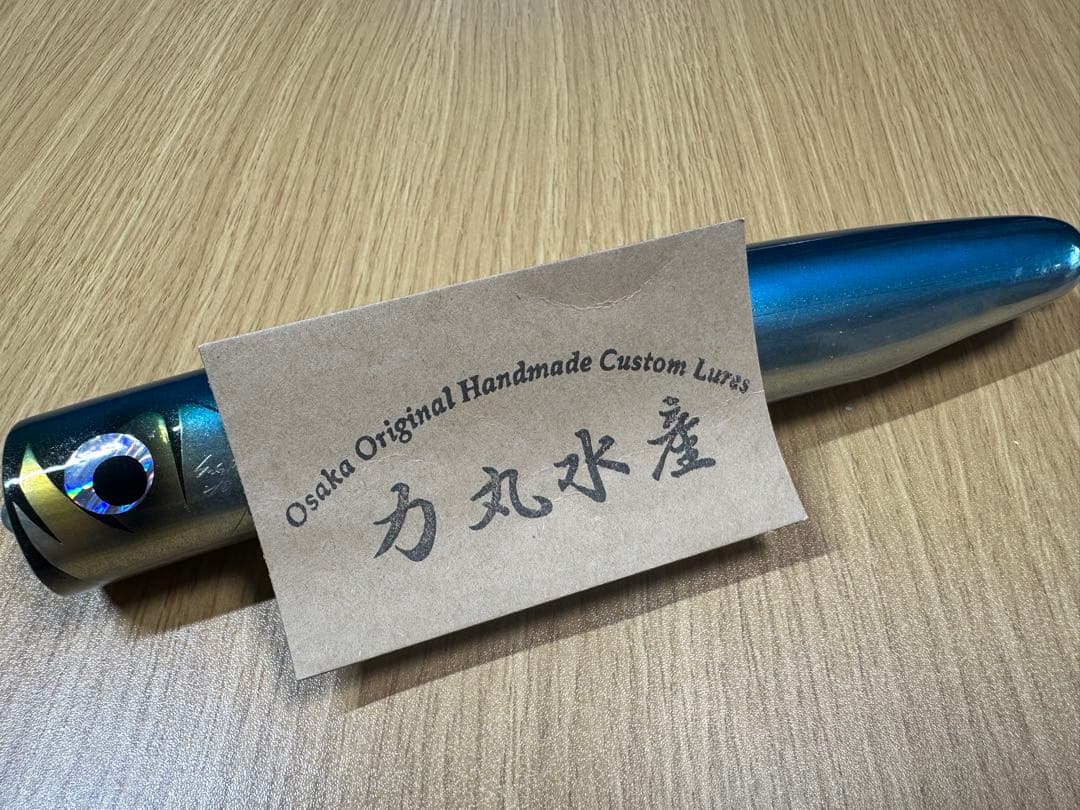 Osaka Original Handmade Custom Lures
力丸水産